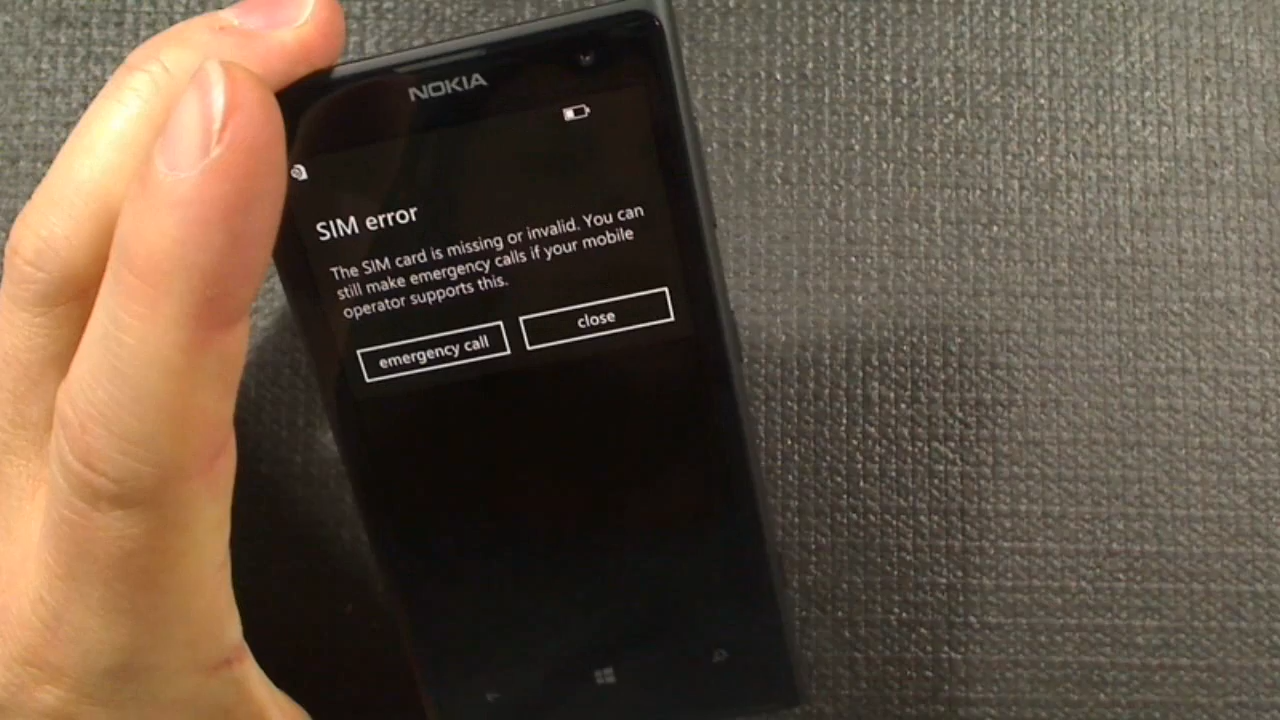 NOKIA
SIM error
The SIM card is missing or invalid. You can
still make emergency calls if your mobile
operator supports this.
emergency call
close